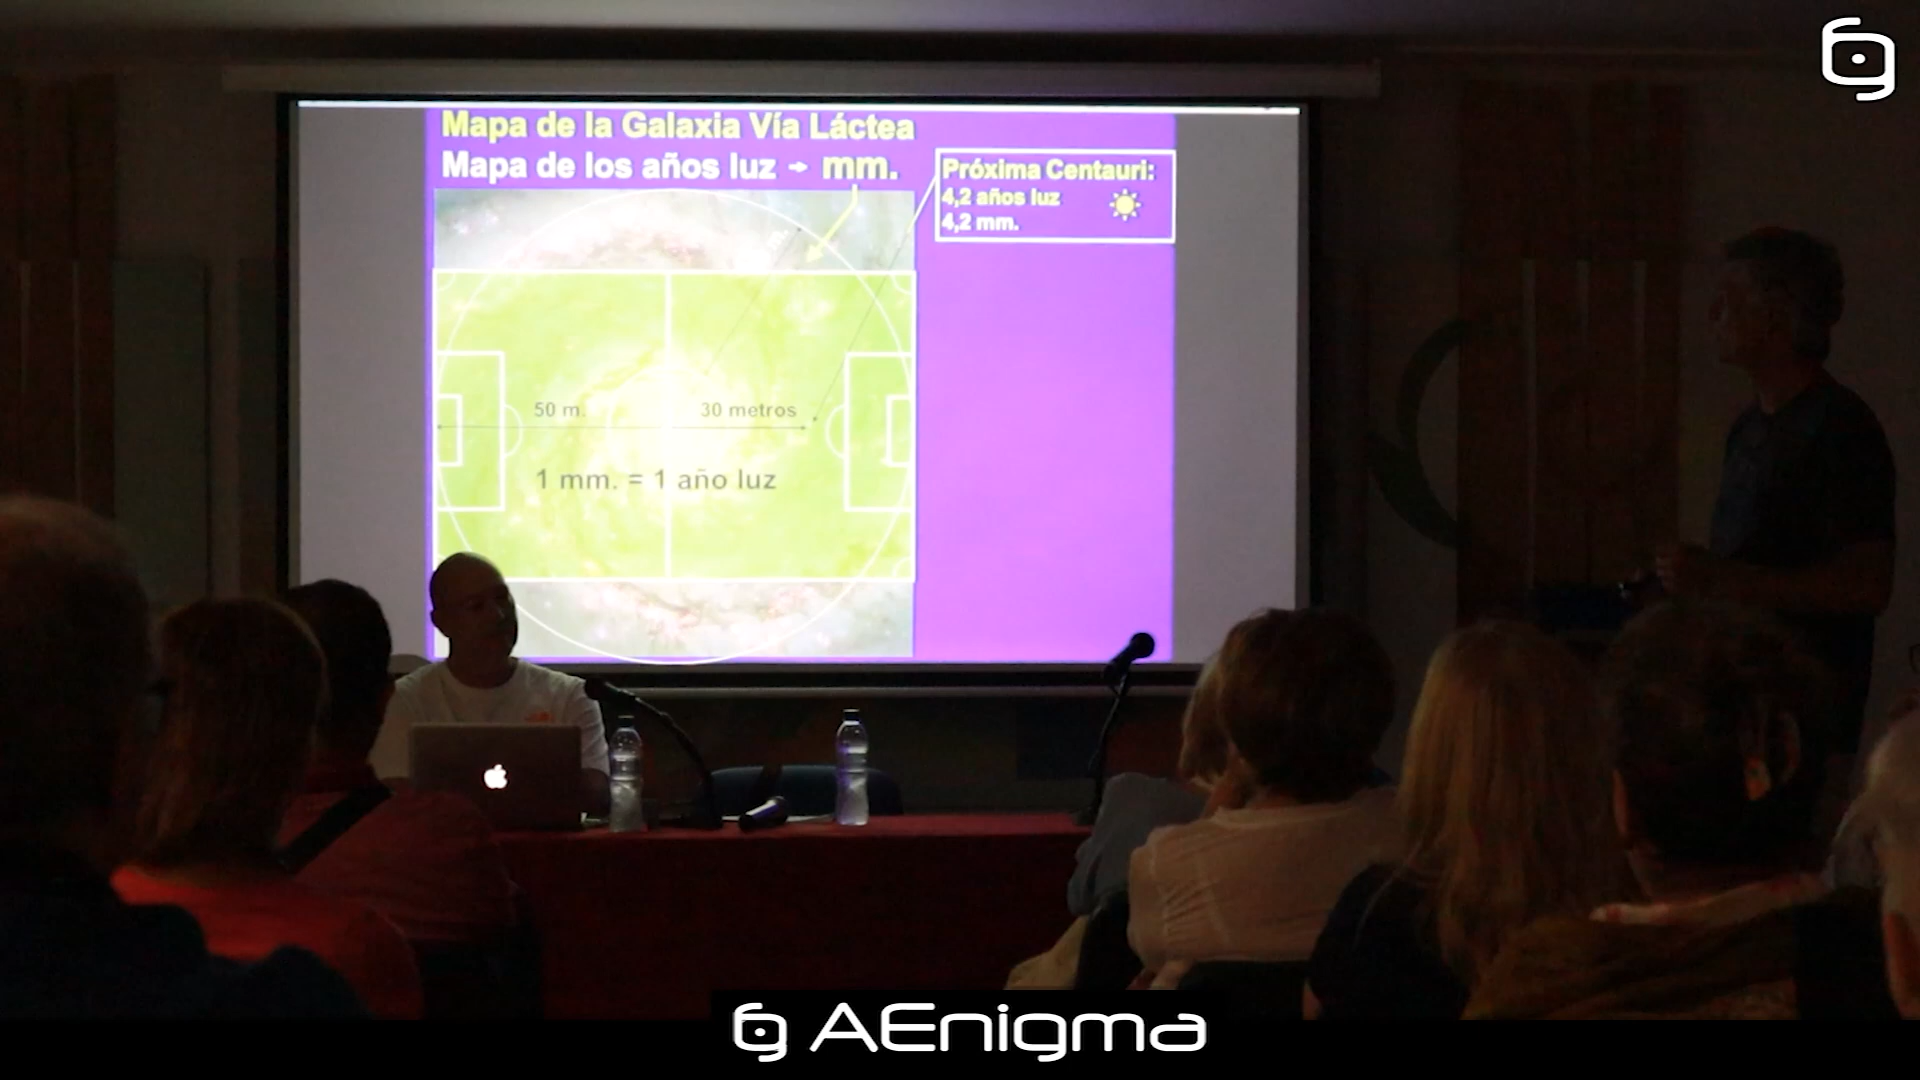 Mapa de la Galaxia Vía Láctea
Mapa de los años luz → mm.
Próxima Centauri:
4,2 años luz
4,2 mm.
50 m.
30 metros
1 mm. = 1 año luz
AEnigma